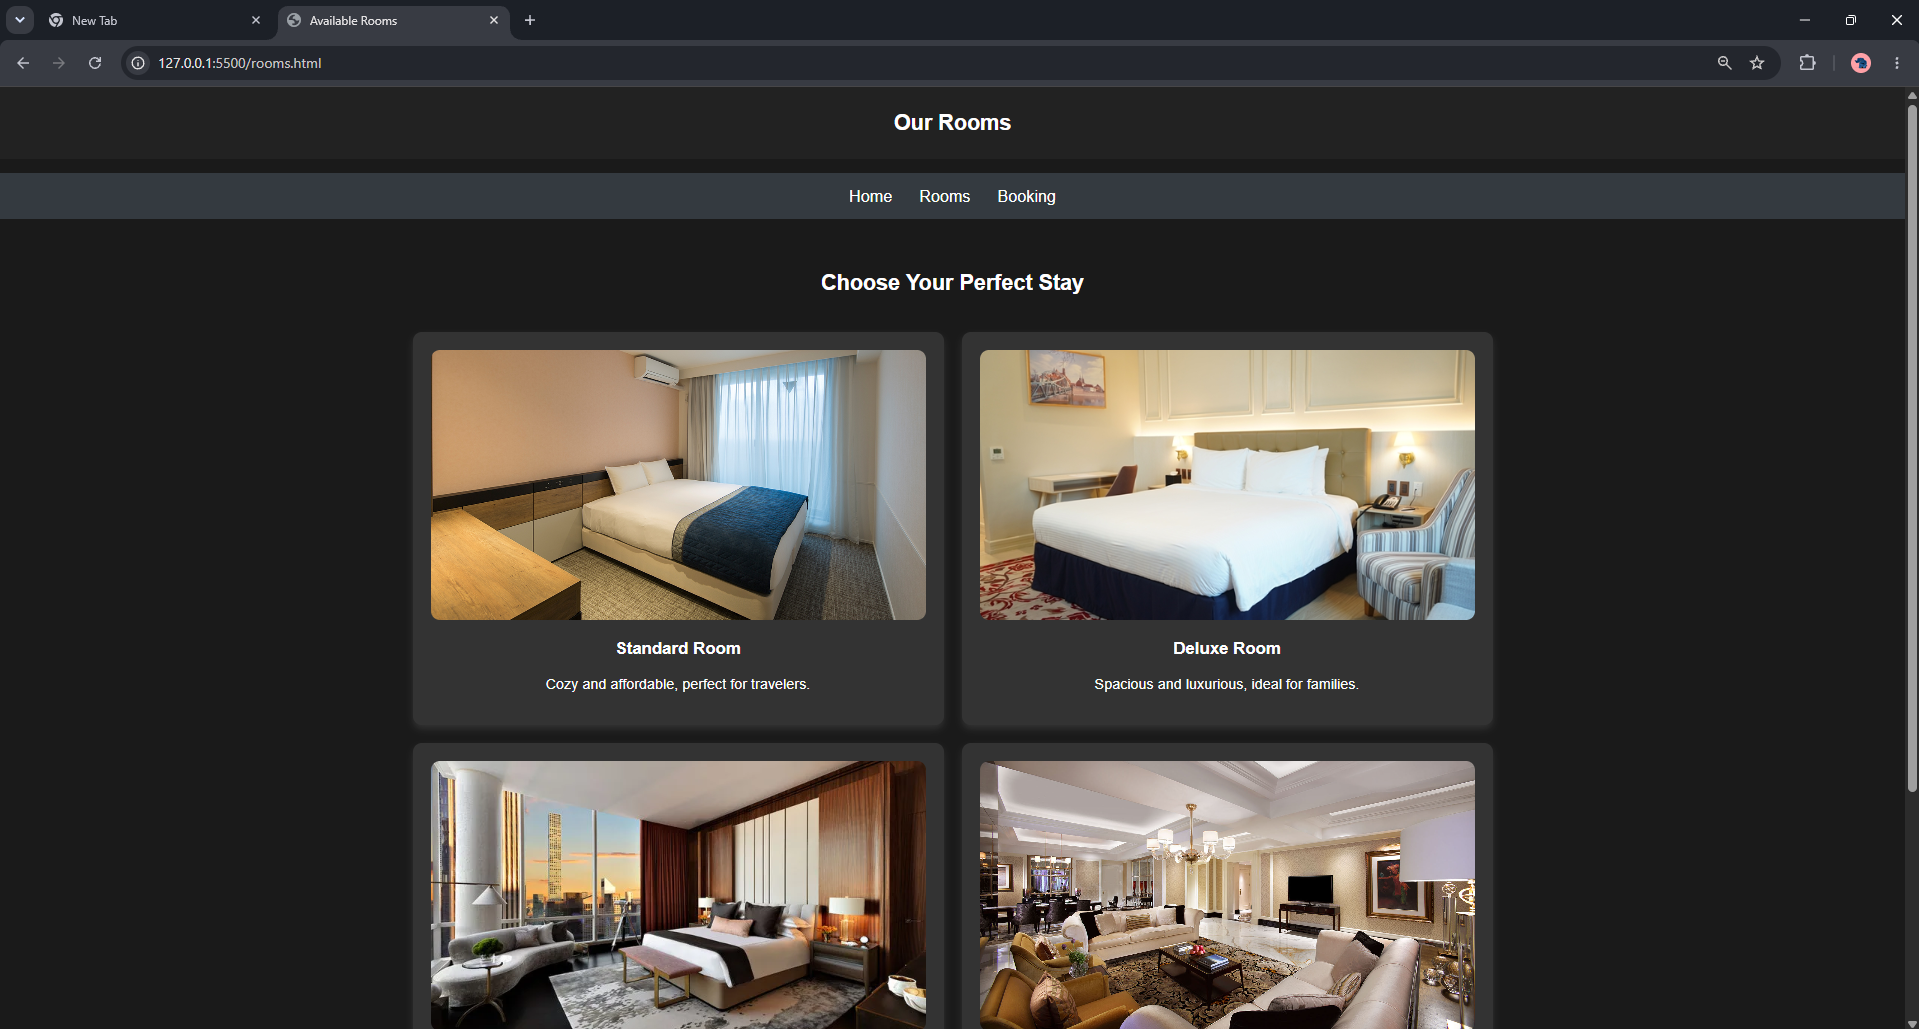 New Tab
Available Rooms
127.0.0.1:5500/rooms.html
Our Rooms
Home Rooms Booking
Choose Your Perfect Stay
Standard Room
Cozy and affordable, perfect for travelers.
Deluxe Room
Spacious and luxurious, ideal for families.